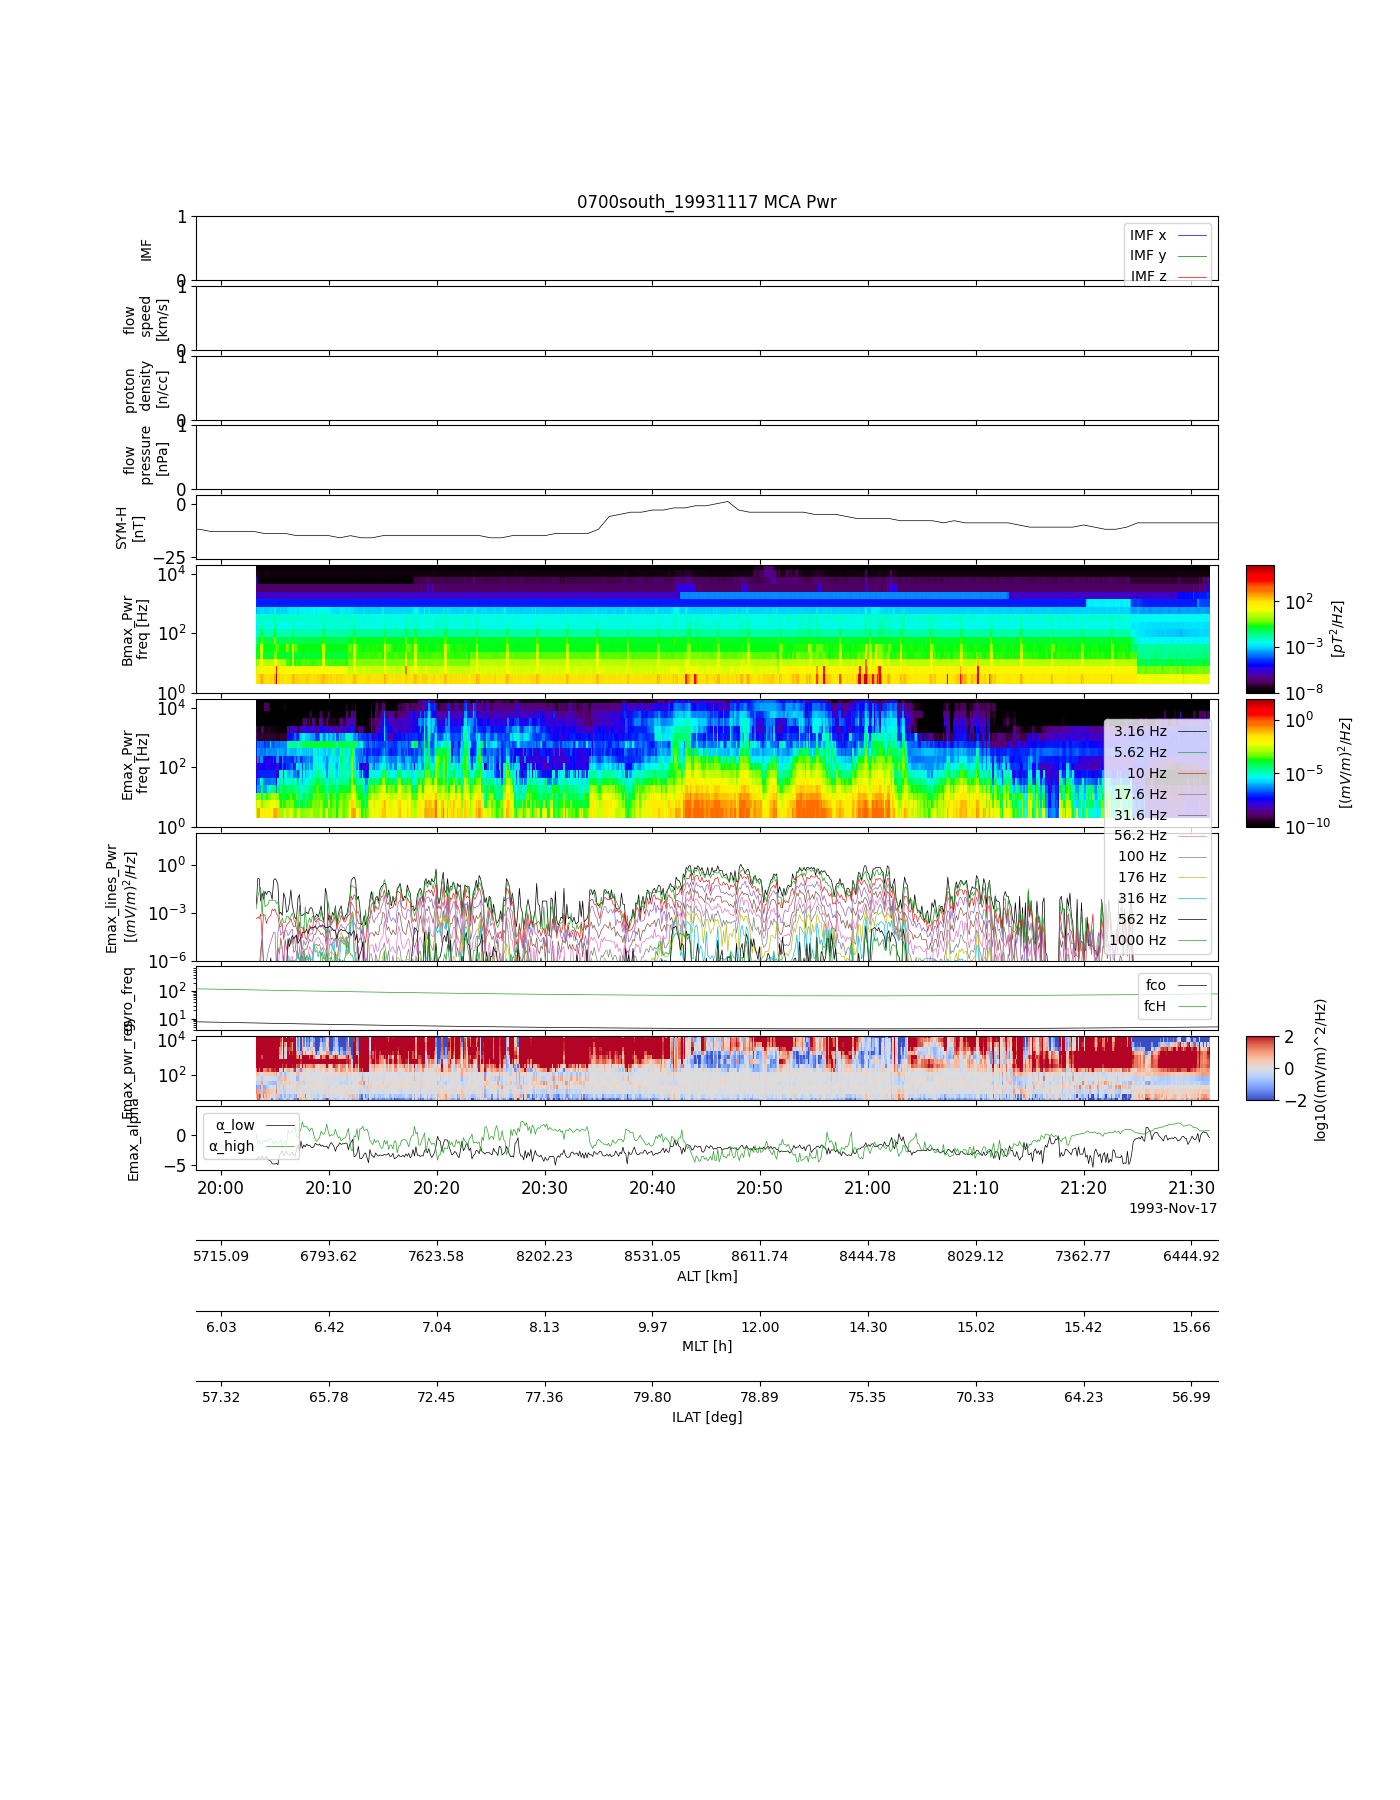 0700south_19931117 MCA Pwr
1
0
IMF
IMF x
IMF y
IMF z
1
0
flow
speed
[km/s]
1
0
proton
density
[n/cc]
1
0
flow
pressure
[nPa]
0
−25
SYM-H
[nT]
10^4
10^2
10^0
Bmax_Pwr
freq [Hz]
10^2
10^−3
10^−8
[pT^2/Hz]
10^4
10^2
10^0
Emax_Pwr
freq [Hz]
10^0
10^−5
10^−10
[(mV/m)^2/Hz]
3.16 Hz
5.62 Hz
10 Hz
17.6 Hz
31.6 Hz
56.2 Hz
100 Hz
176 Hz
316 Hz
562 Hz
1000 Hz
10^0
10^−3
10^−6
Emax_lines_Pwr
[(mV/m)^2/Hz]
10^2
10^1
gyro_freq
fco
fcH
10^4
10^2
Emax_pwr_reg
2
0
−2
log10((mV/m)^2/Hz)
0
−5
Emax_alpha
α_low
α_high
20:00 20:10 20:20 20:30 20:40 20:50 21:00 21:10 21:20 21:30
1993-Nov-17
5715.09 6793.62 7623.58 8202.23 8531.05 8611.74 8444.78 8029.12 7362.77 6444.92
ALT [km]
6.03 6.42 7.04 8.13 9.97 12.00 14.30 15.02 15.42 15.66
MLT [h]
57.32 65.78 72.45 77.36 79.80 78.89 75.35 70.33 64.23 56.99
ILAT [deg]